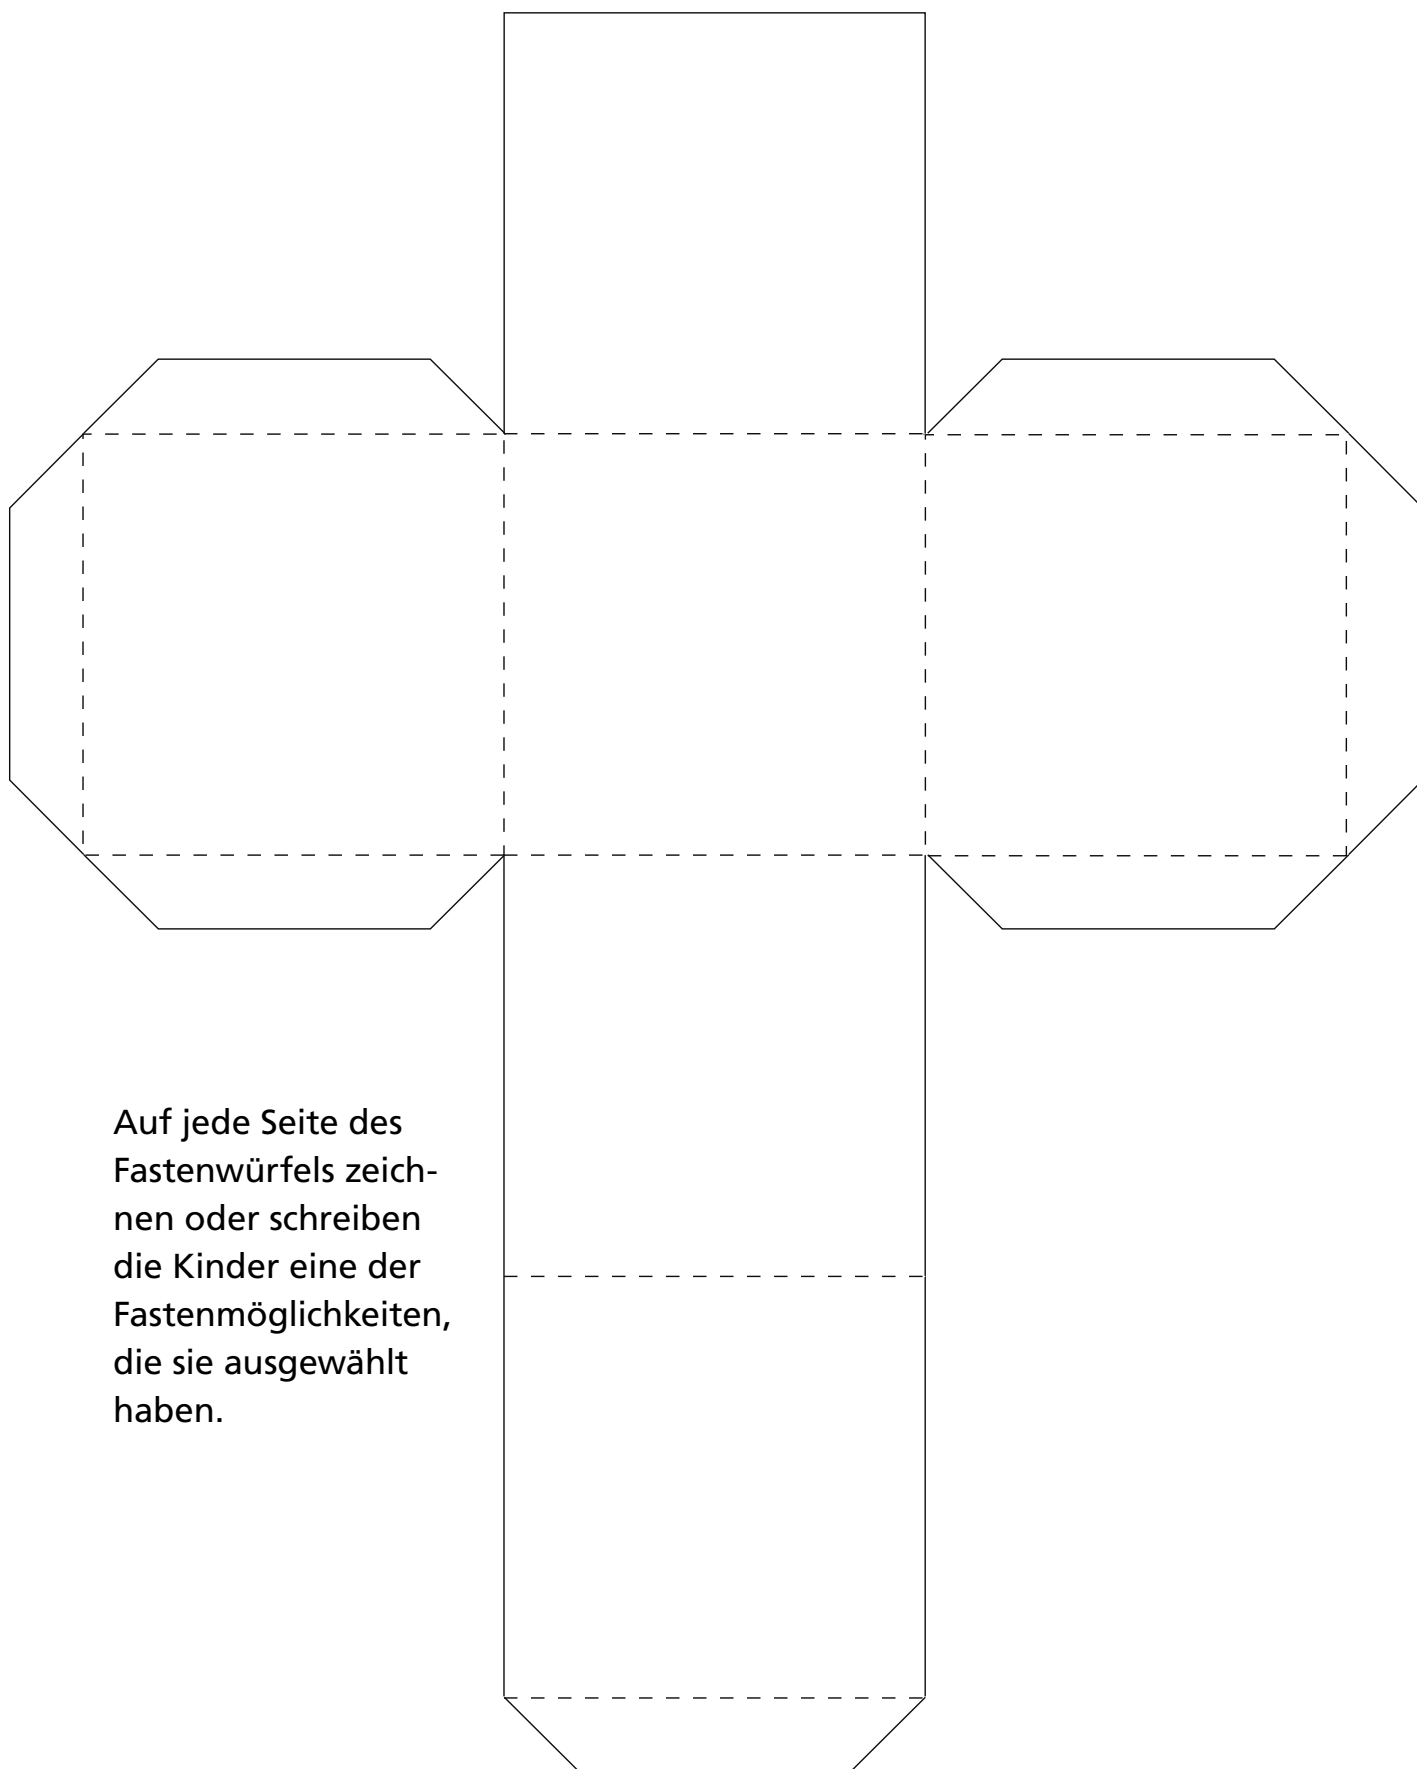 Auf jede Seite des
Fastenwürfels zeich-
nen oder schreiben
die Kinder eine der
Fastenmöglichkeiten,
die sie ausgewählt
haben.